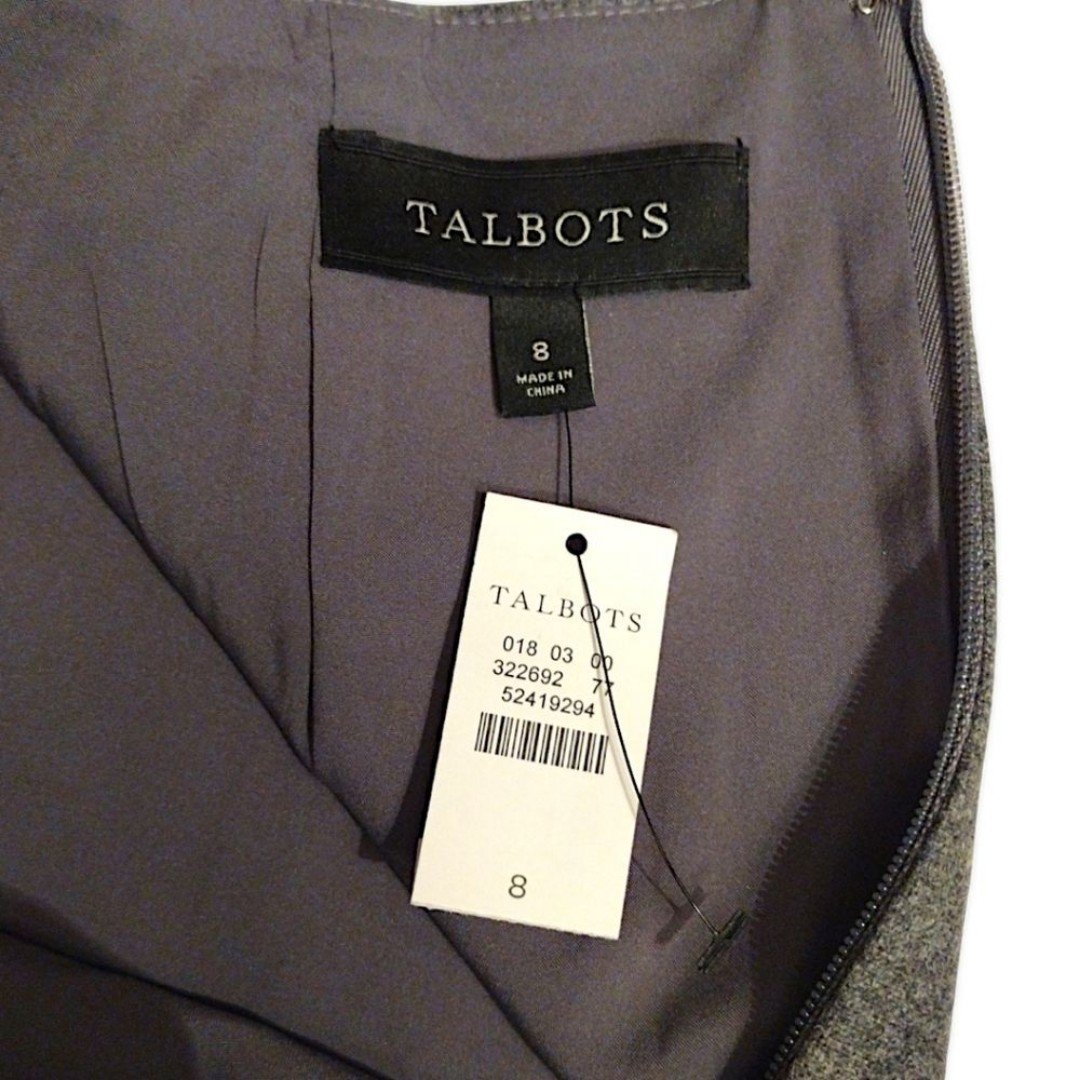 TALBOTS
8
MADE IN
CHINA
TALBOTS
018 03 00
322692 77
52419294
8